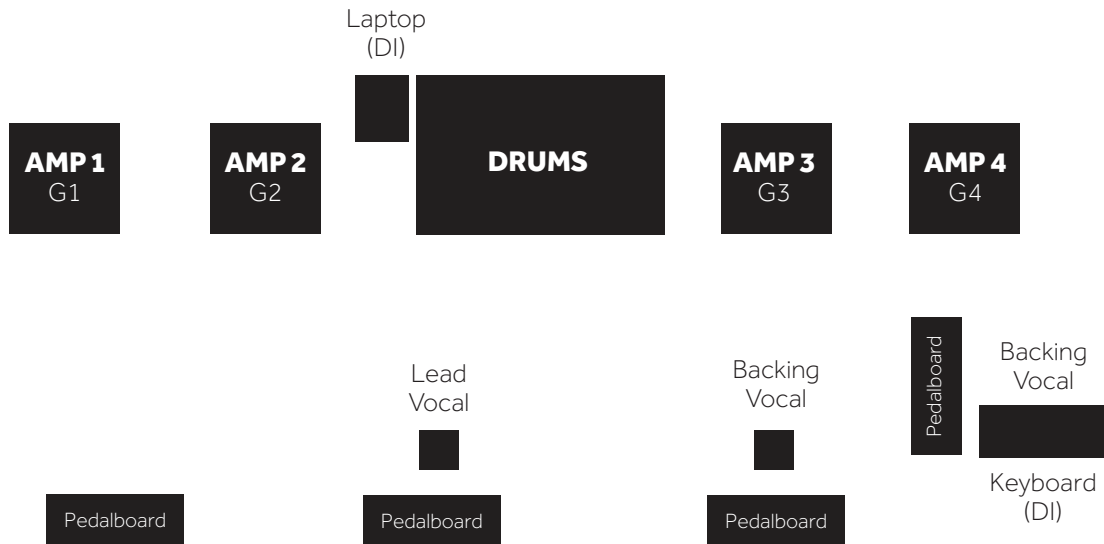 Laptop
(DI)
AMP 1
G1
AMP 2
G2
DRUMS
AMP 3
G3
AMP 4
G4
Lead
Vocal
Backing
Vocal
Pedalboard
Backing
Vocal
Keyboard
(DI)
Pedalboard
Pedalboard
Pedalboard